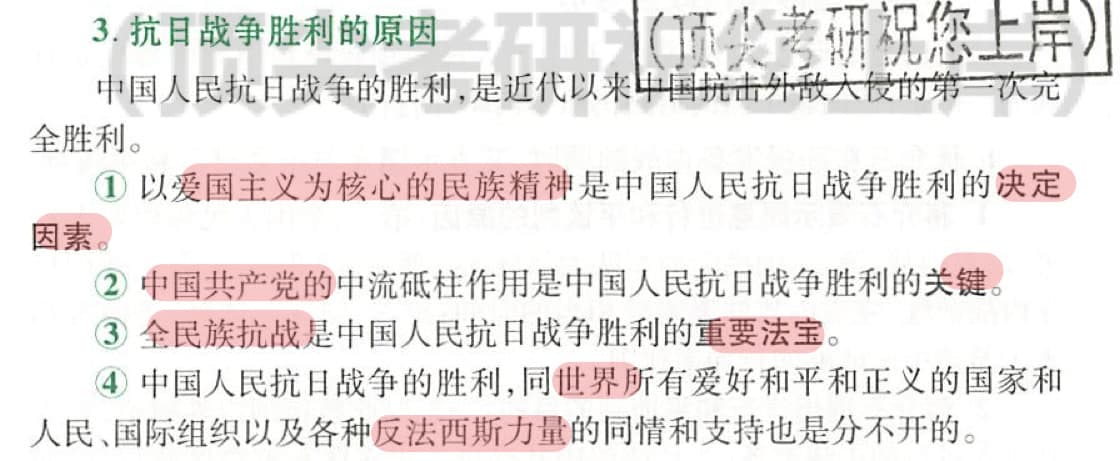 3. 抗日战争胜利的原因
(顶尖考研祝您上岸)
中国人民抗日战争的胜利,是近代以来中国抗击外敌入侵的第一次完
全胜利。
① 以爱国主义为核心的民族精神是中国人民抗日战争胜利的决定
因素。
② 中国共产党的中流砥柱作用是中国人民抗日战争胜利的关键。
③ 全民族抗战是中国人民抗日战争胜利的重要法宝。
④ 中国人民抗日战争的胜利,同世界所有爱好和平和正义的国家和
人民、国际组织以及各种反法西斯力量的同情和支持也是分不开的。